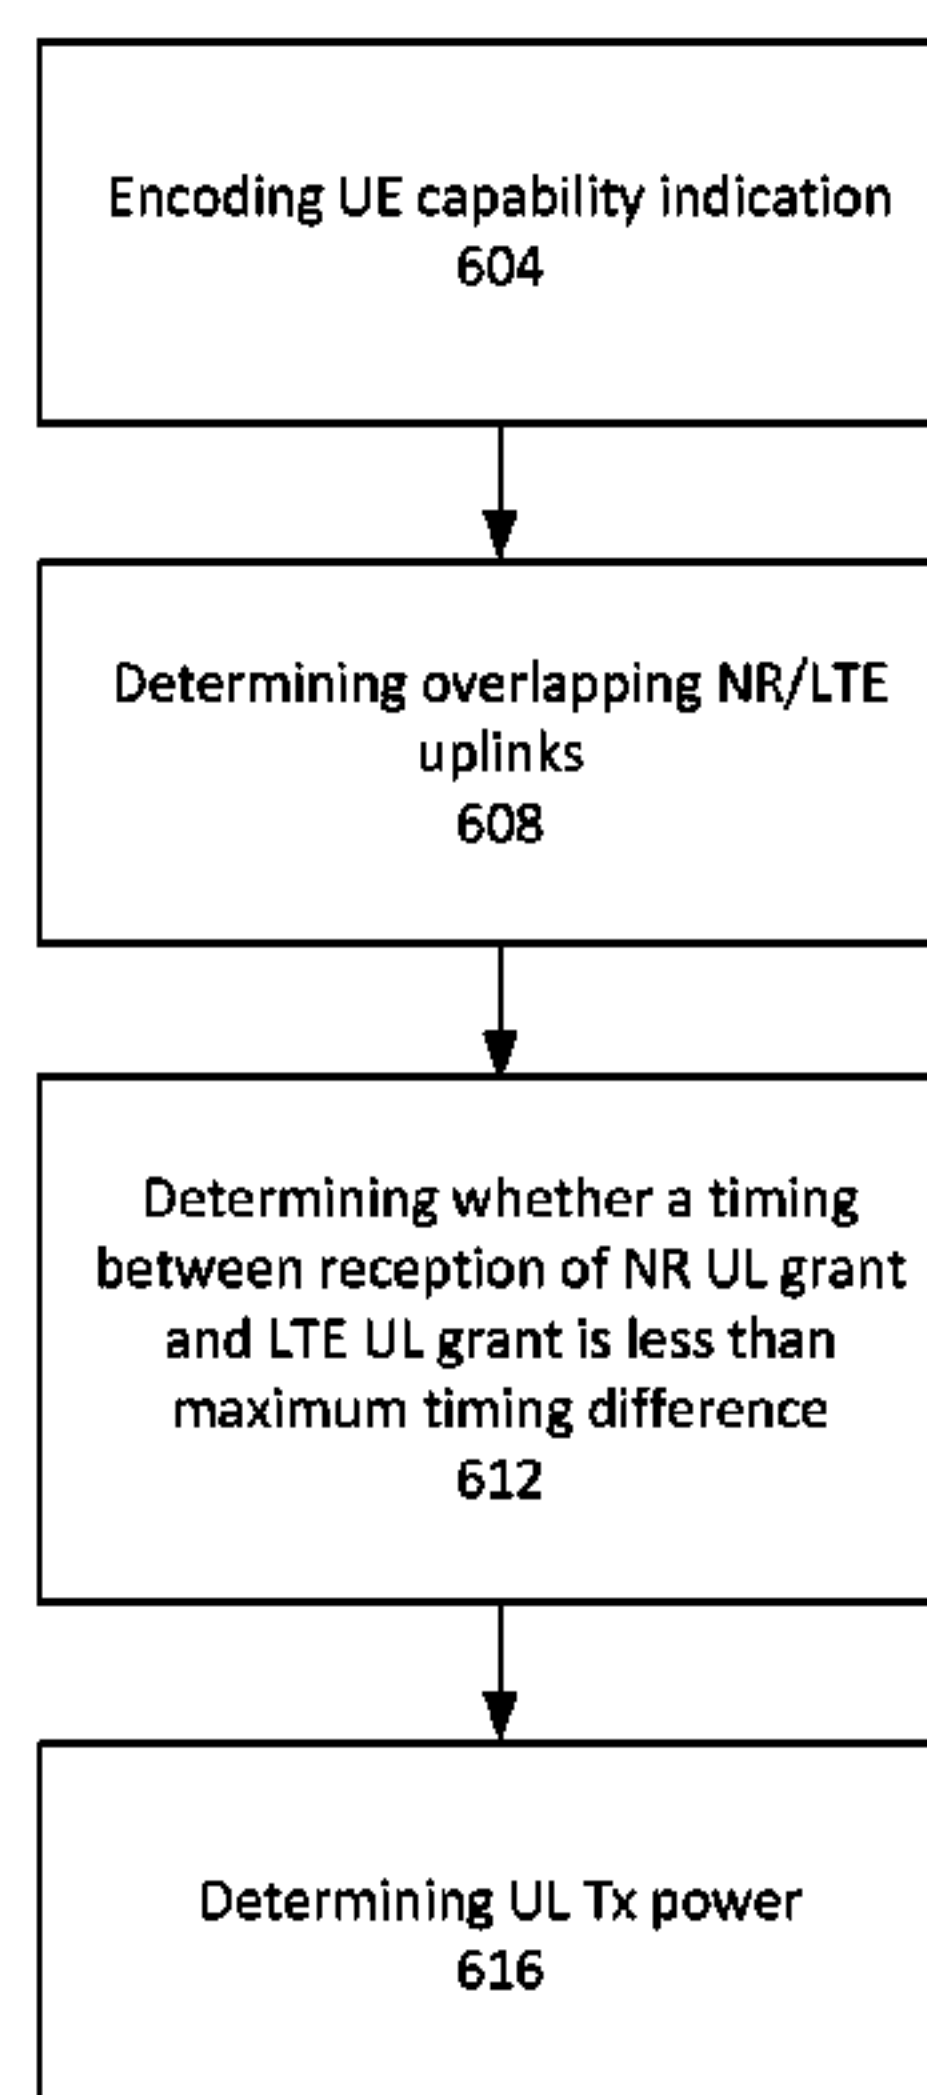 Encoding UE capability indication
604
Determining overlapping NR/LTE
uplinks
608
Determining whether a timing
between reception of NR UL grant
and LTE UL grant is less than
maximum timing difference
612
Determining UL Tx power
616